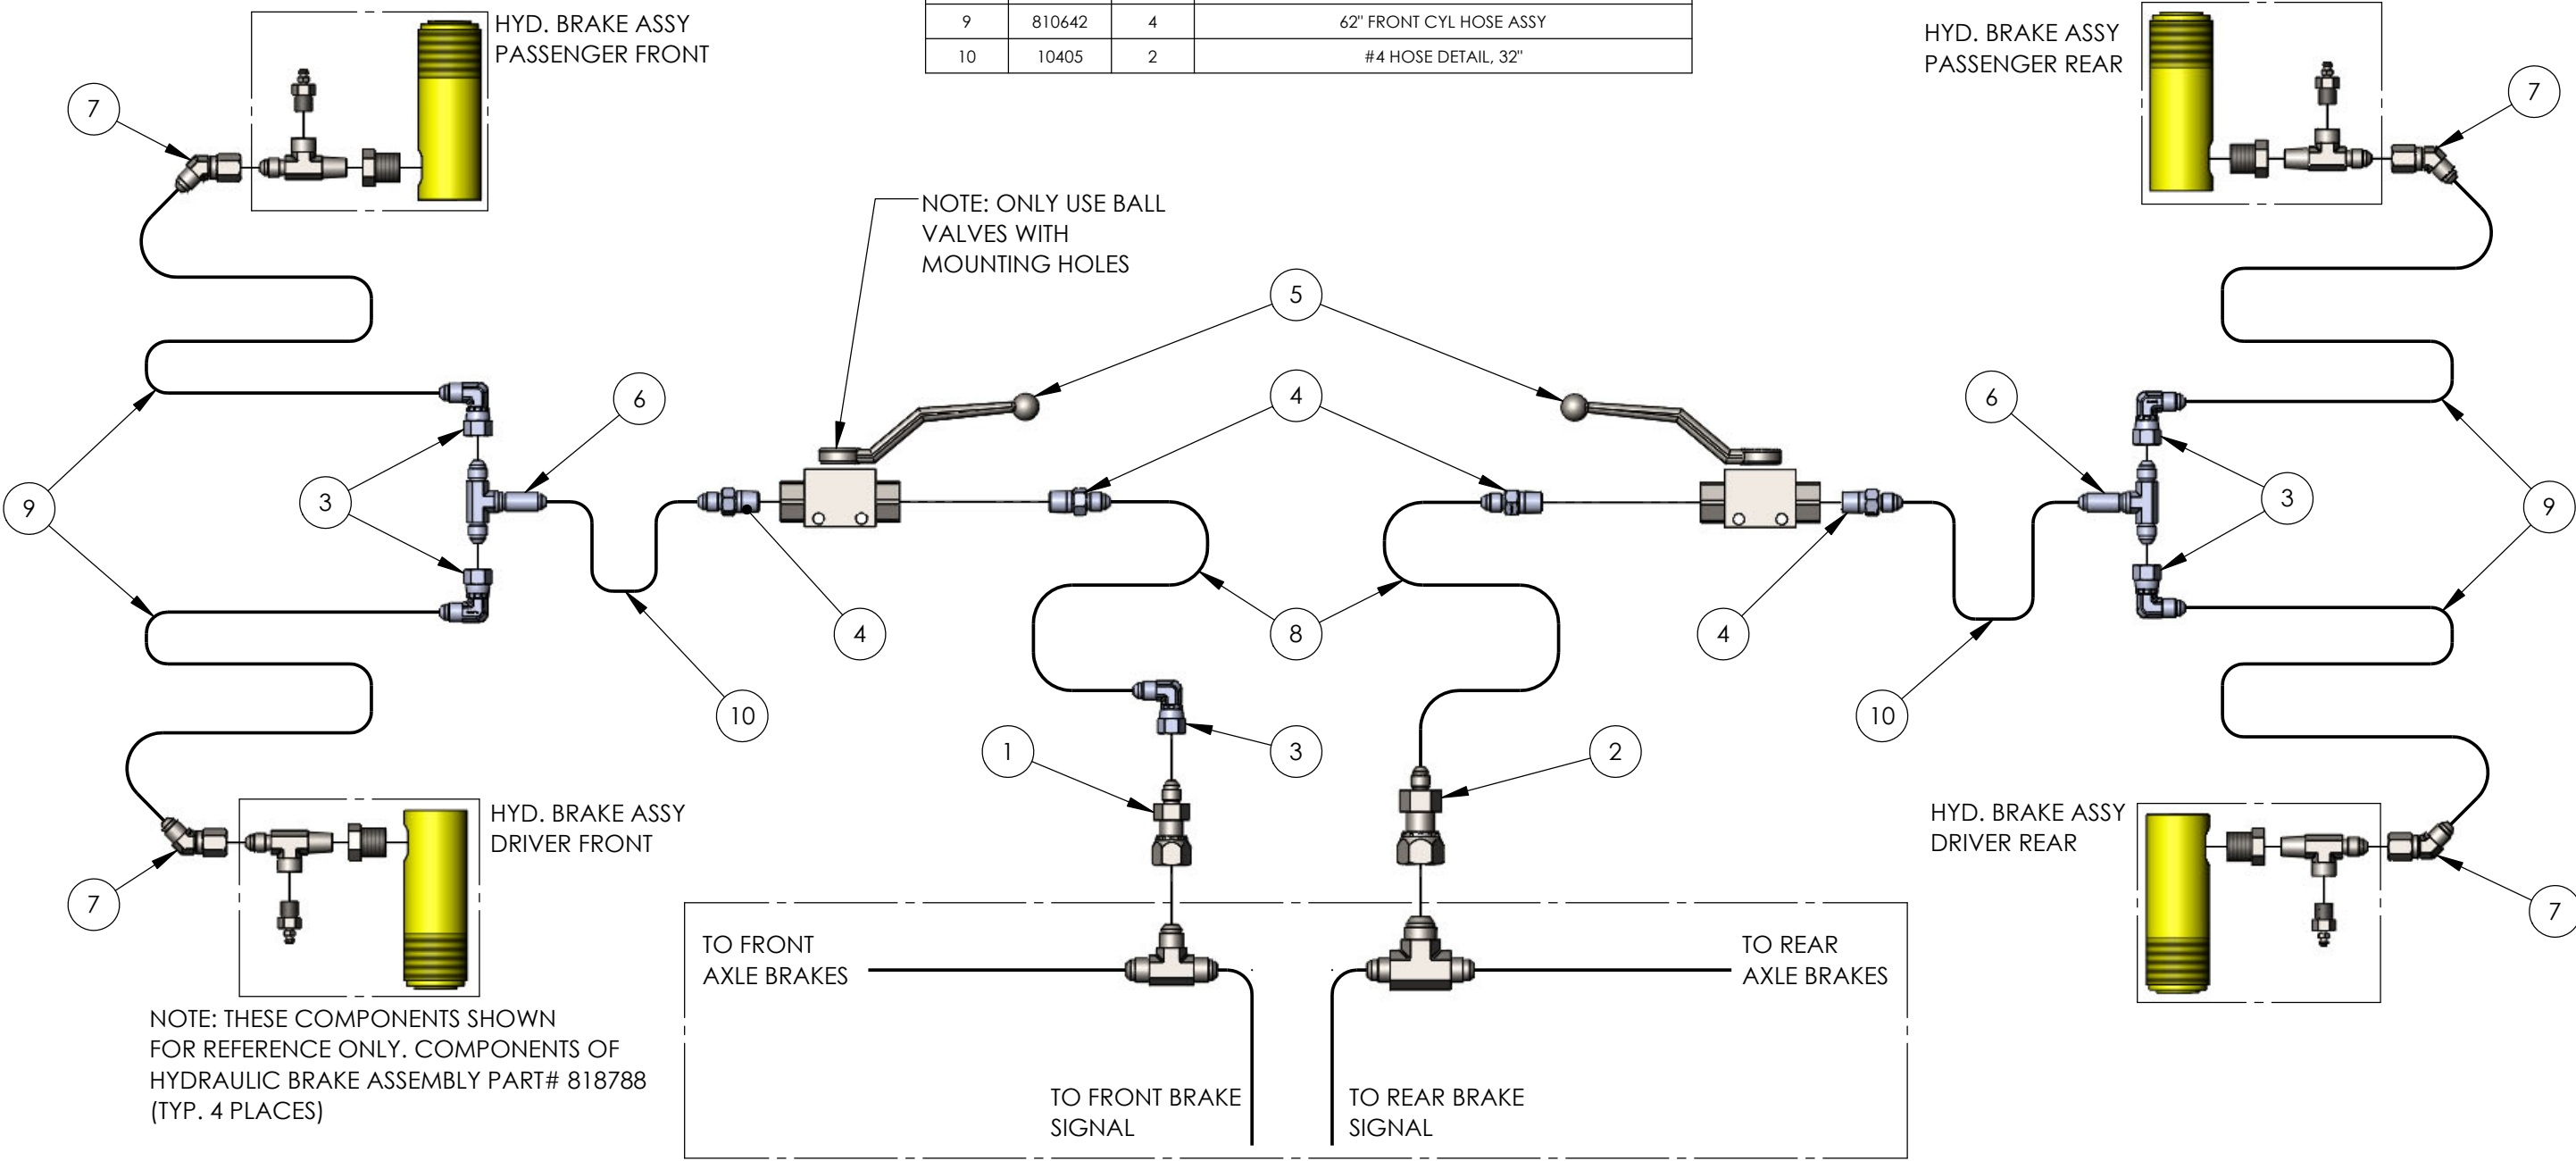 HYD. BRAKE ASSY
PASSENGER FRONT
9 810642 4 62" FRONT CYL HOSE ASSY
10 10405 2 #4 HOSE DETAIL, 32"
HYD. BRAKE ASSY
PASSENGER REAR
7
7
NOTE: ONLY USE BALL
VALVES WITH
MOUNTING HOLES
5
6
4
6
9
3
3
9
4
8
4
10
10
1
3
2
HYD. BRAKE ASSY
DRIVER FRONT
HYD. BRAKE ASSY
DRIVER REAR
7
7
TO FRONT
AXLE BRAKES
TO REAR
AXLE BRAKES
NOTE: THESE COMPONENTS SHOWN
FOR REFERENCE ONLY. COMPONENTS OF
HYDRAULIC BRAKE ASSEMBLY PART# 818788
(TYP. 4 PLACES)
TO FRONT BRAKE
SIGNAL
TO REAR BRAKE
SIGNAL